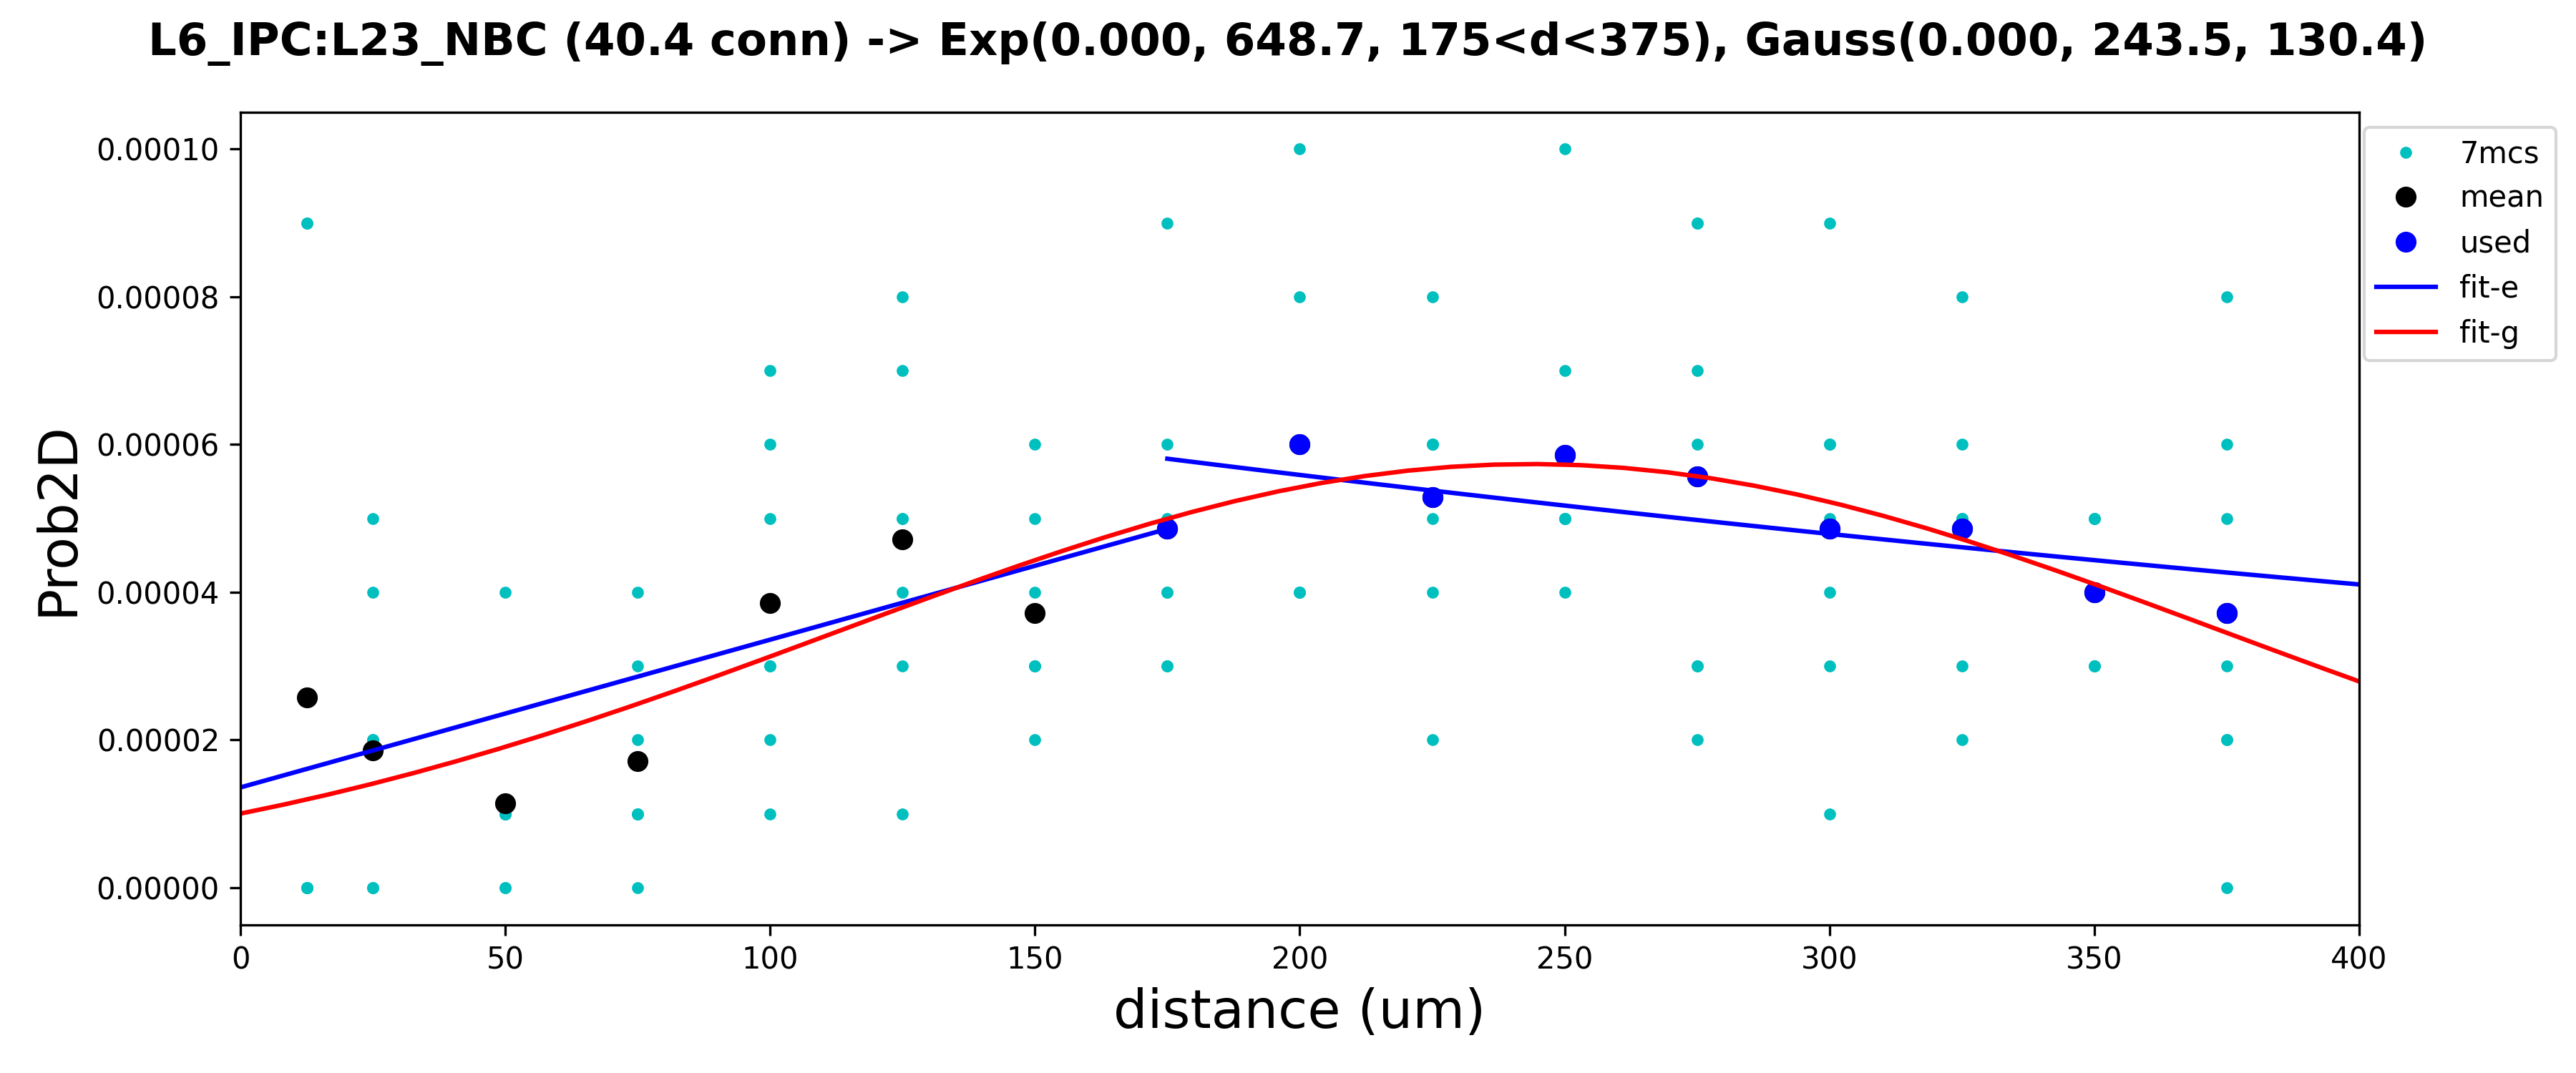 L6_IPC:L23_NBC (40.4 conn) -> Exp(0.000, 648.7, 175<d<375), Gauss(0.000, 243.5, 130.4)
0.00010
0.00008
0.00006
0.00004
0.00002
0.00000
Prob2D
0 50 100 150 200 250 300 350 400
distance (um)
7mcs
mean
used
fit-e
fit-g